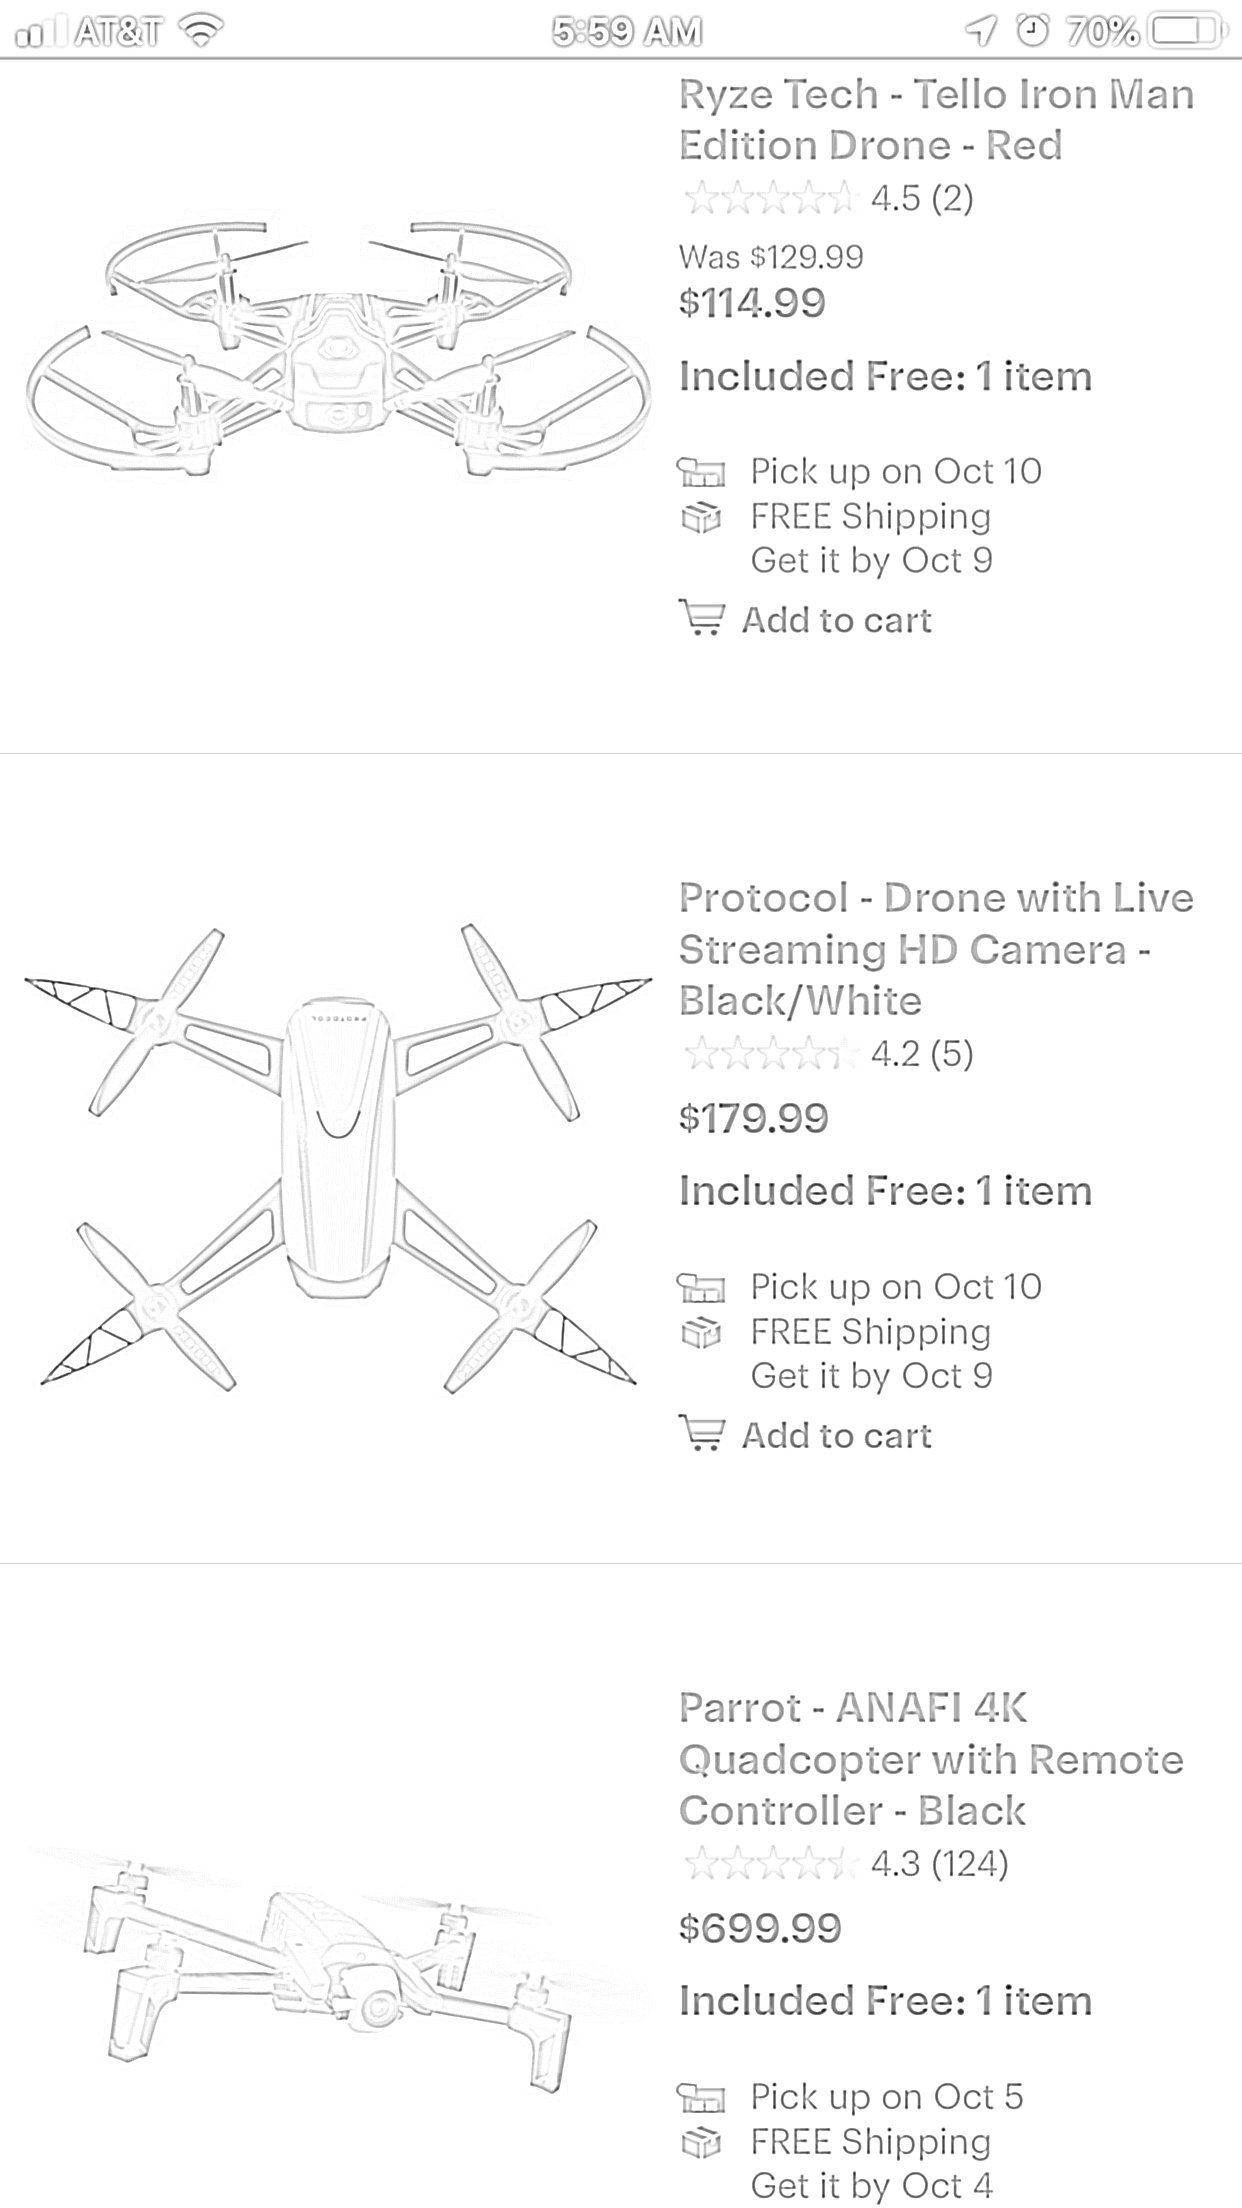 AT&T 5:59 AM 70%
Ryze Tech - Tello Iron Man
Edition Drone - Red
4.5 (2)
Was $129.99
$114.99
Included Free: 1 item
Pick up on Oct 10
FREE Shipping
Get it by Oct 9
Add to cart
PROTOCOL
Protocol - Drone with Live
Streaming HD Camera -
Black/White
4.2 (5)
$179.99
Included Free: 1 item
Pick up on Oct 10
FREE Shipping
Get it by Oct 9
Add to cart
Parrot - ANAFI 4K
Quadcopter with Remote
Controller - Black
4.3 (124)
$699.99
Included Free: 1 item
Pick up on Oct 5
FREE Shipping
Get it by Oct 4